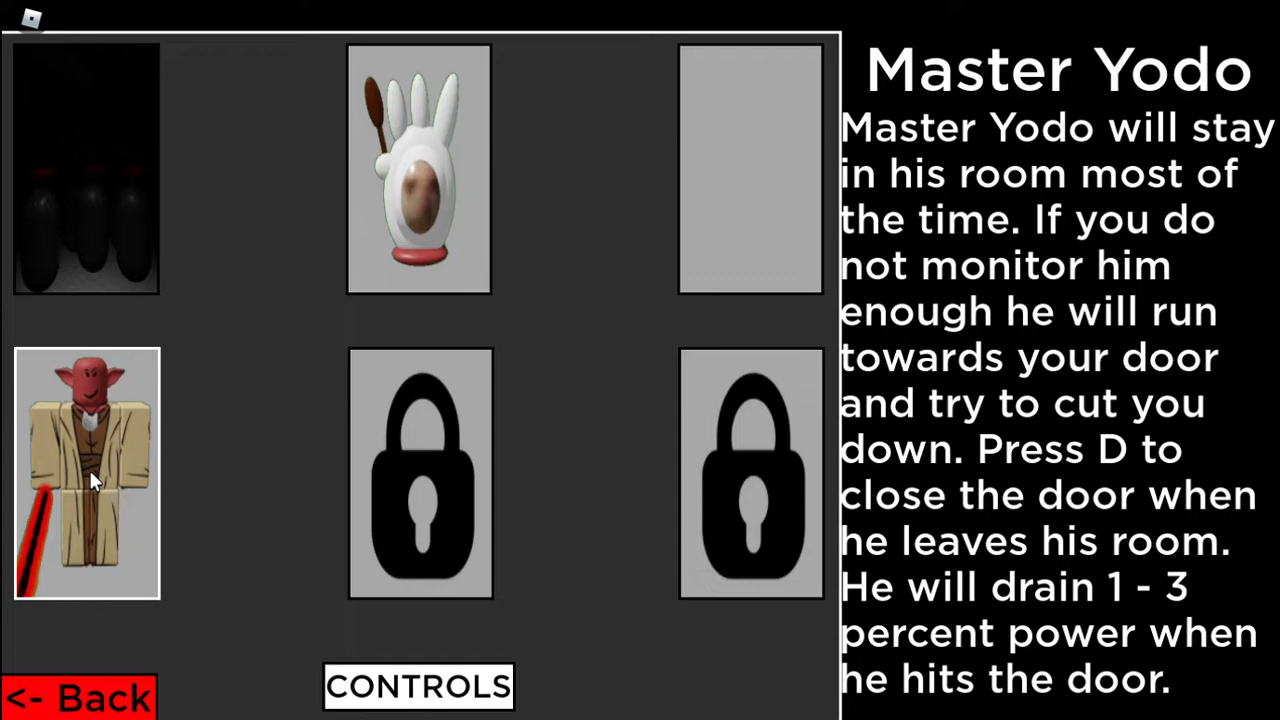 Master Yodo
Master Yodo will stay
in his room most of
the time. If you do
not monitor him
enough he will run
towards your door
and try to cut you
down. Press D to
close the door when
he leaves his room.
He will drain 1 - 3
percent power when
he hits the door.
<- Back
CONTROLS